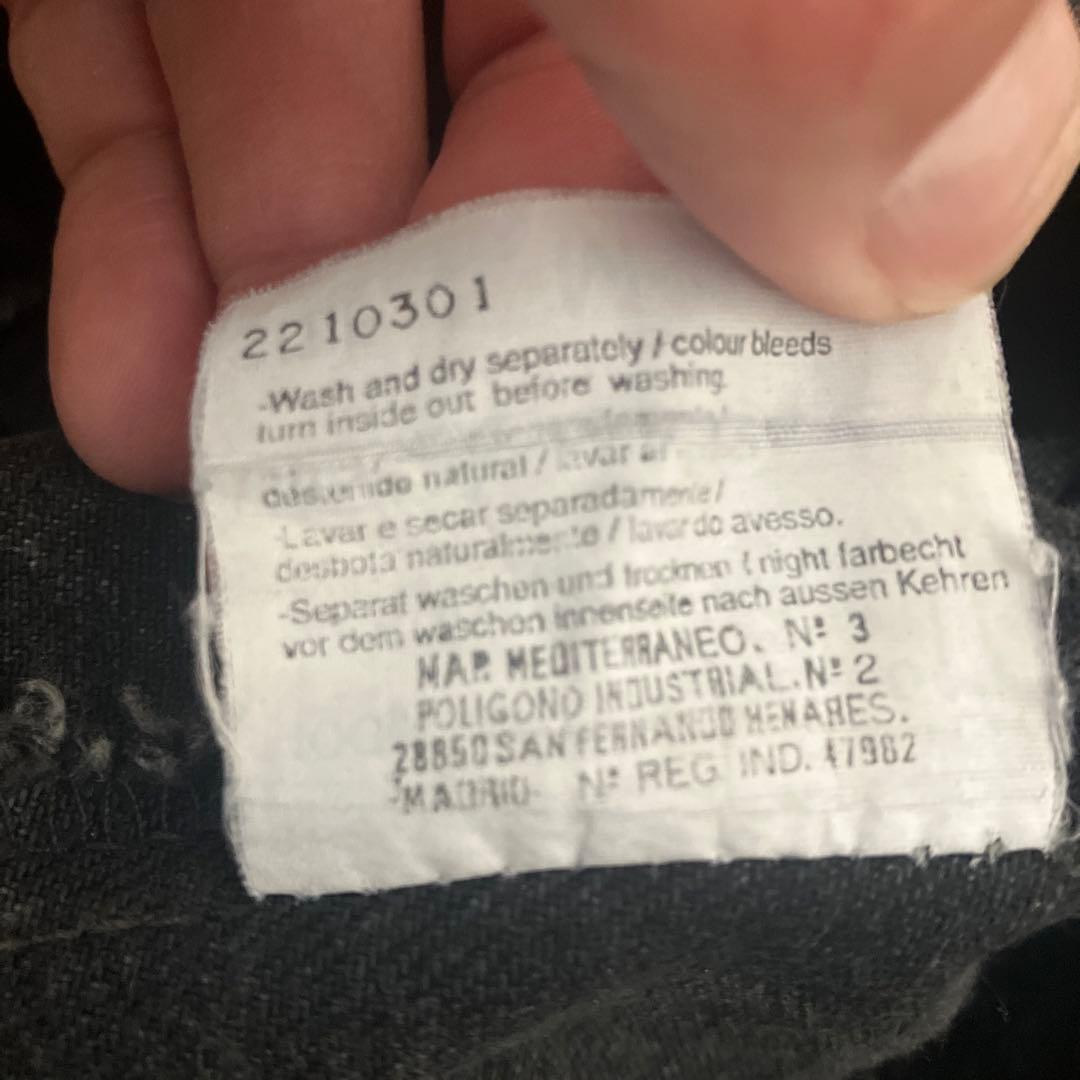 2210301
-Wash and dry separately / colour bleeds
turn inside out before washing
natural / lavar al
-Lavar e secar separadamente /
desbota naturalmente / lavar do avesso.
-Separat waschen und trocknen / night farbecht
vor dem waschen innenseite nach aussen Kehren
MAR MEDITERRANEO. Nº 3
POLIGONO INDUSTRIAL. Nº 2
28850 SAN FERNANDO HENARES.
-MADRID- Nº REG IND. 47982